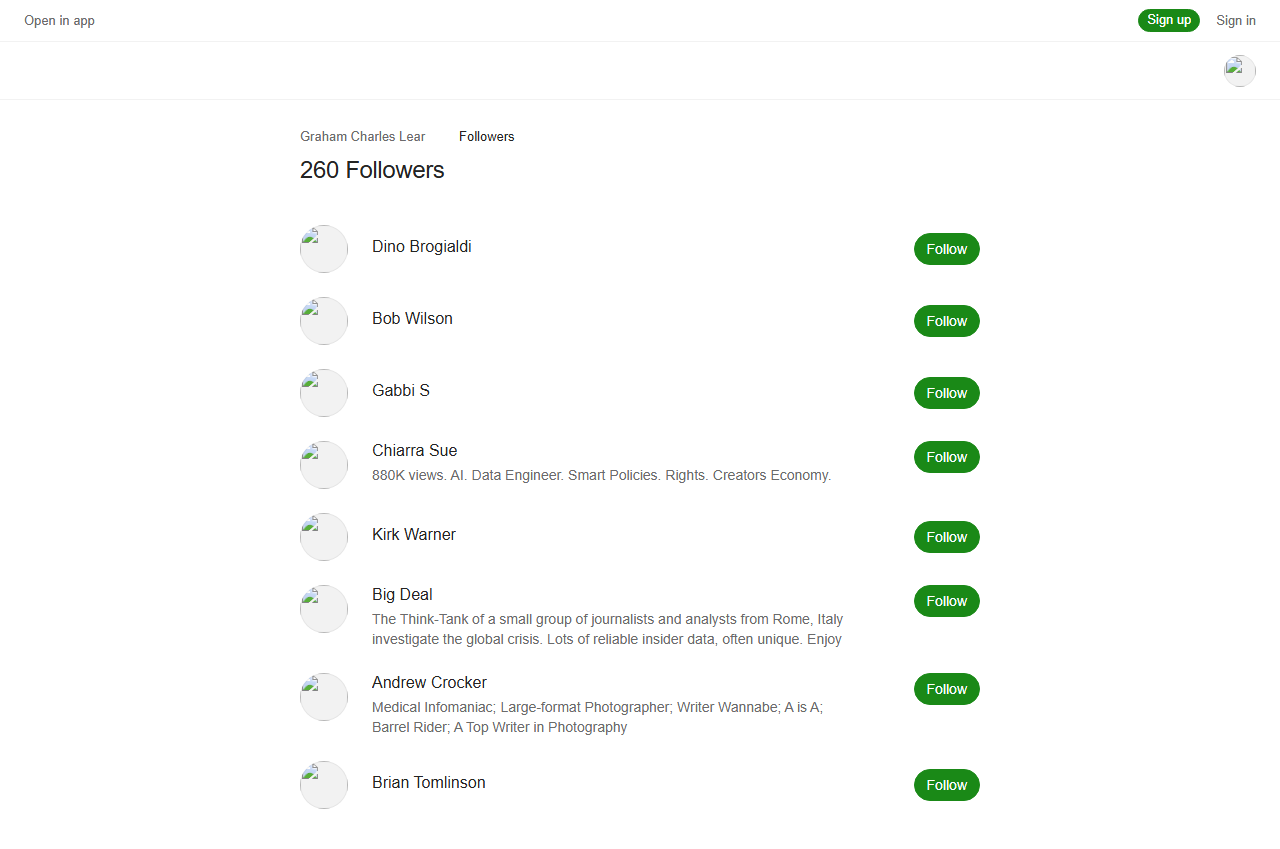 Open in app
Sign up
Sign in
Graham Charles Lear
Followers
260 Followers
Dino Brogialdi
Follow
Bob Wilson
Follow
Gabbi S
Follow
Chiarra Sue
880K views. AI. Data Engineer. Smart Policies. Rights. Creators Economy.
Follow
Kirk Warner
Follow
Big Deal
The Think-Tank of a small group of journalists and analysts from Rome, Italy
investigate the global crisis. Lots of reliable insider data, often unique. Enjoy
Follow
Andrew Crocker
Medical Infomaniac; Large-format Photographer; Writer Wannabe; A is A;
Barrel Rider; A Top Writer in Photography
Follow
Brian Tomlinson
Follow